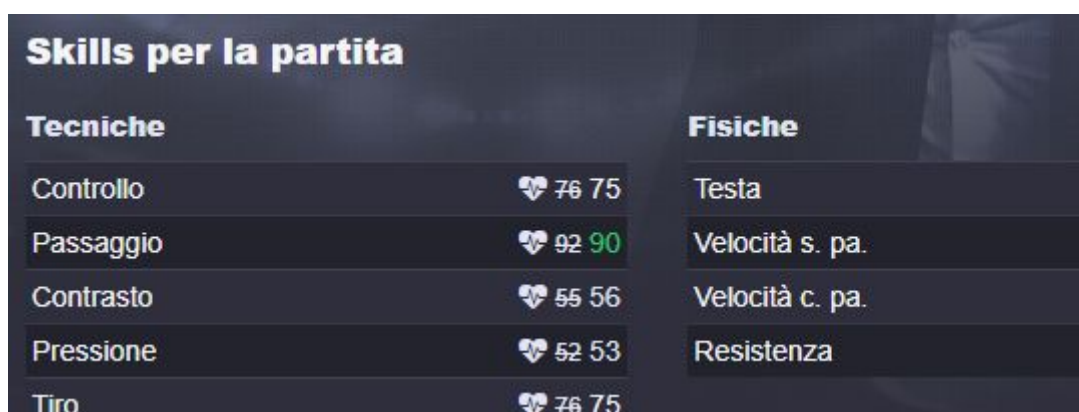 Skills per la partita
Tecniche
Controllo 76 75
Passaggio 92 90
Contrasto 55 56
Pressione 52 53
Tiro 76 75
Fisiche
Testa
Velocità s. pa.
Velocità c. pa.
Resistenza